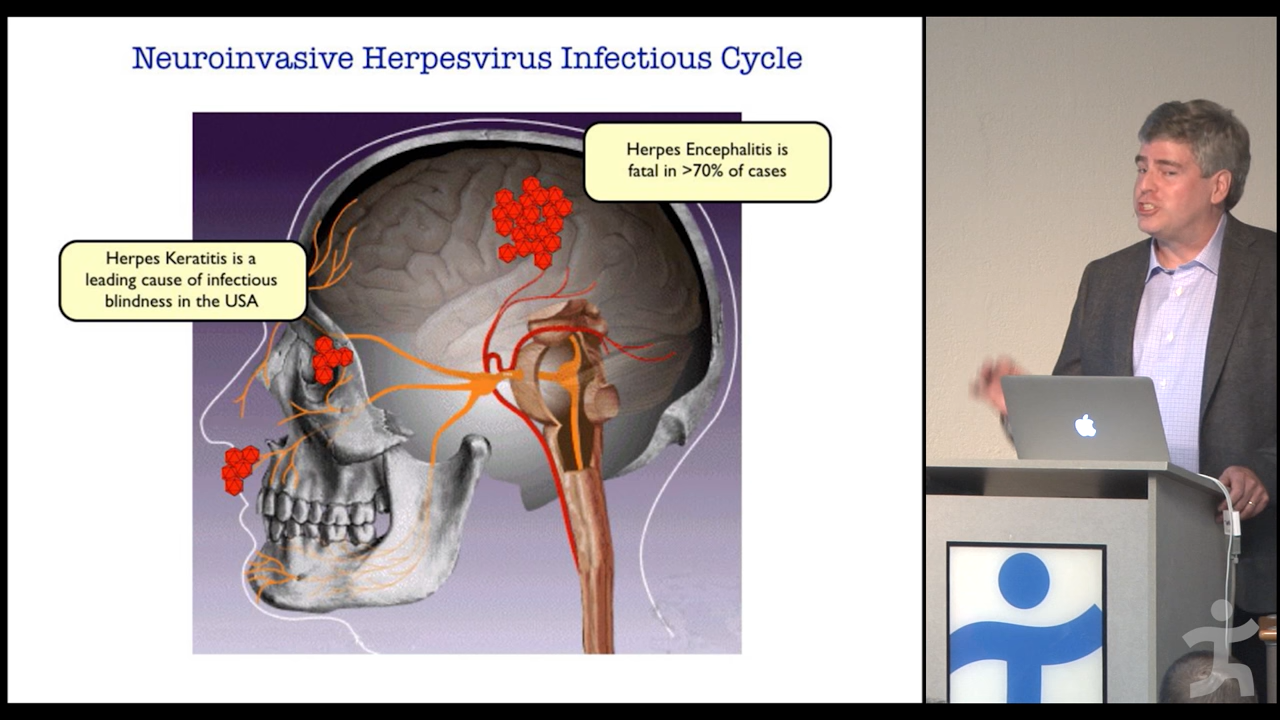 Neuroinvasive Herpesvirus Infectious Cycle
Herpes Encephalitis is
fatal in >70% of cases
Herpes Keratitis is a
leading cause of infectious
blindness in the USA